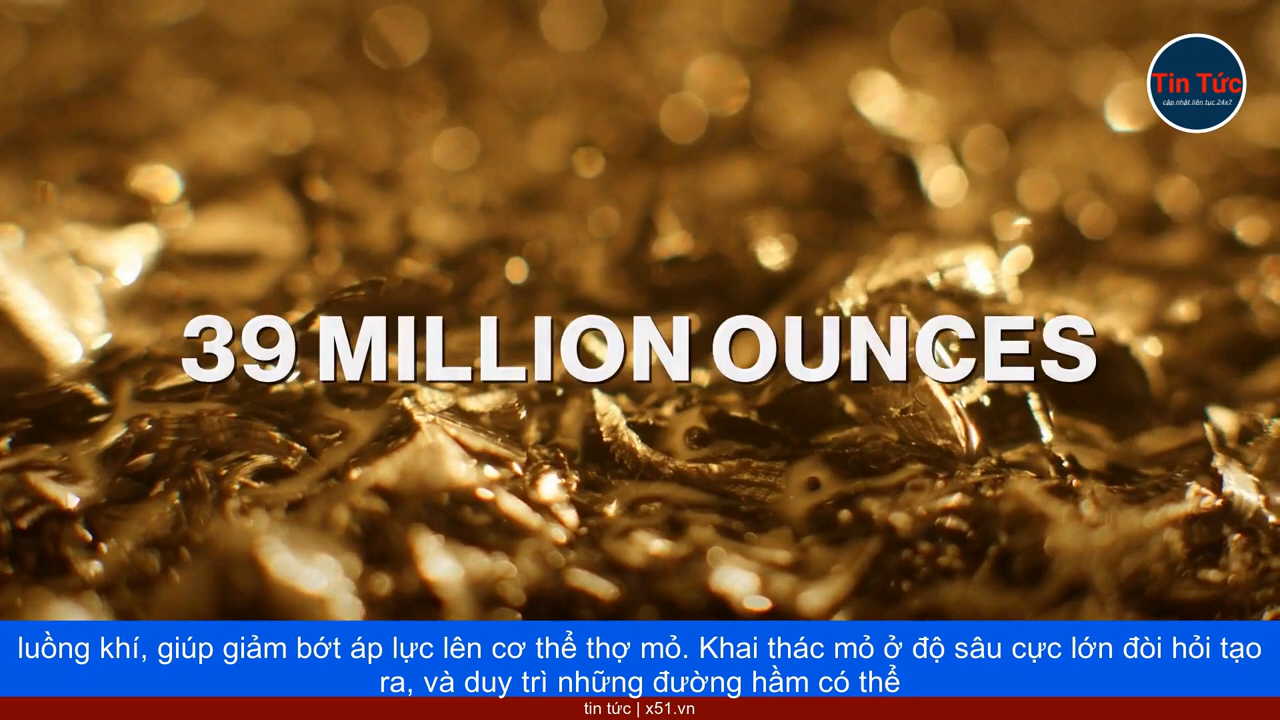 Tin Tức
cập nhật liên tục 24x7
39 MILLION OUNCES
luồng khí, giúp giảm bớt áp lực lên cơ thể thợ mỏ. Khai thác mỏ ở độ sâu cực lớn đòi hỏi tạo
ra, và duy trì những đường hầm có thể
tin tức | x51.vn